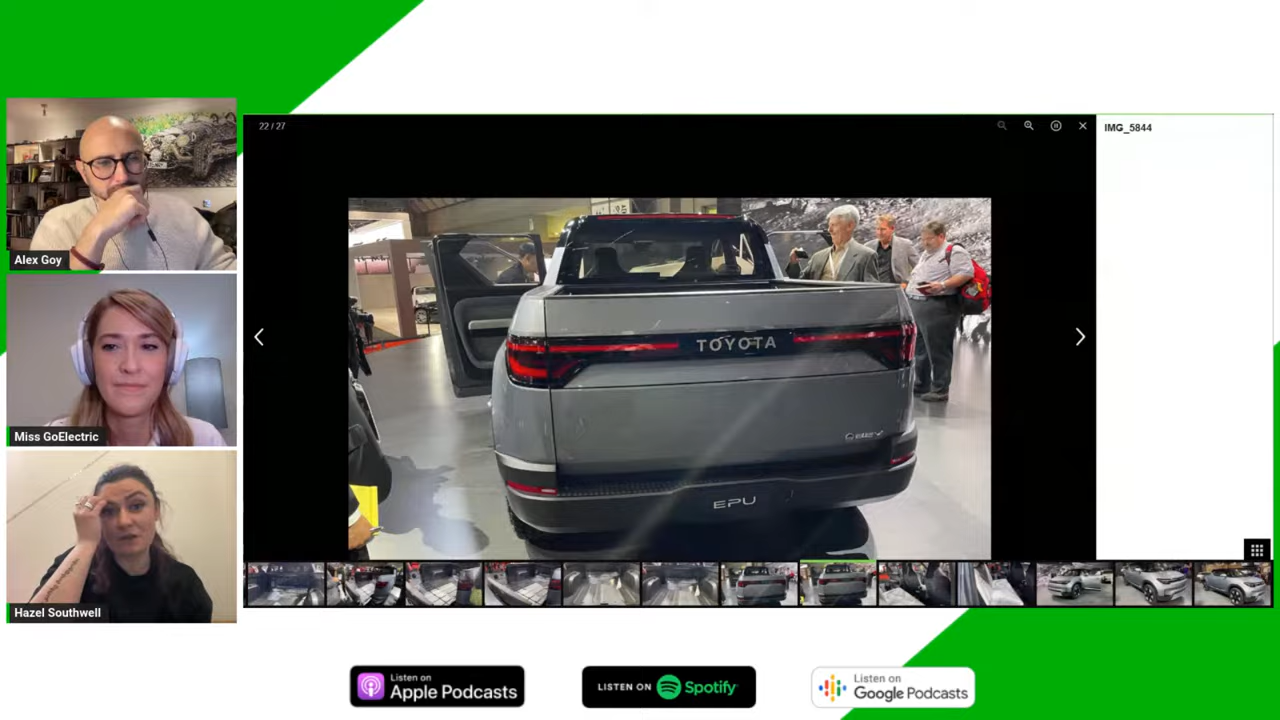 22 / 27
IMG_5844
Alex Goy
Miss GoElectric
Hazel Southwell
TOYOTA
BEV
EPU
Listen on
Apple Podcasts
LISTEN ON Spotify
Listen on
Google Podcasts